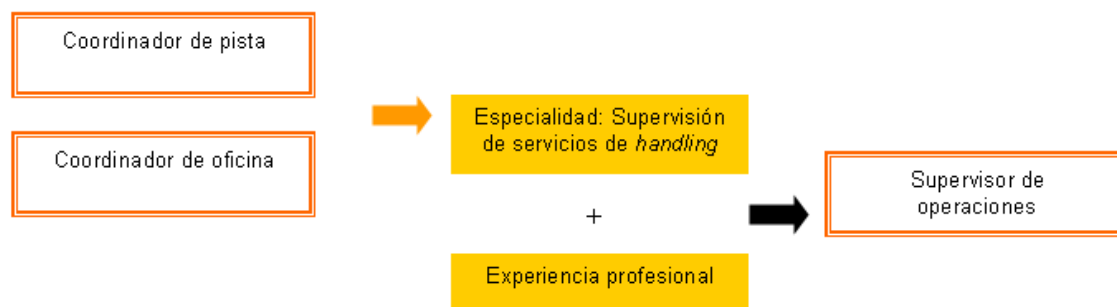 Coordinador de pista
Coordinador de oficina
Especialidad: Supervisión
de servicios de handling
+
Experiencia profesional
Supervisor de
operaciones